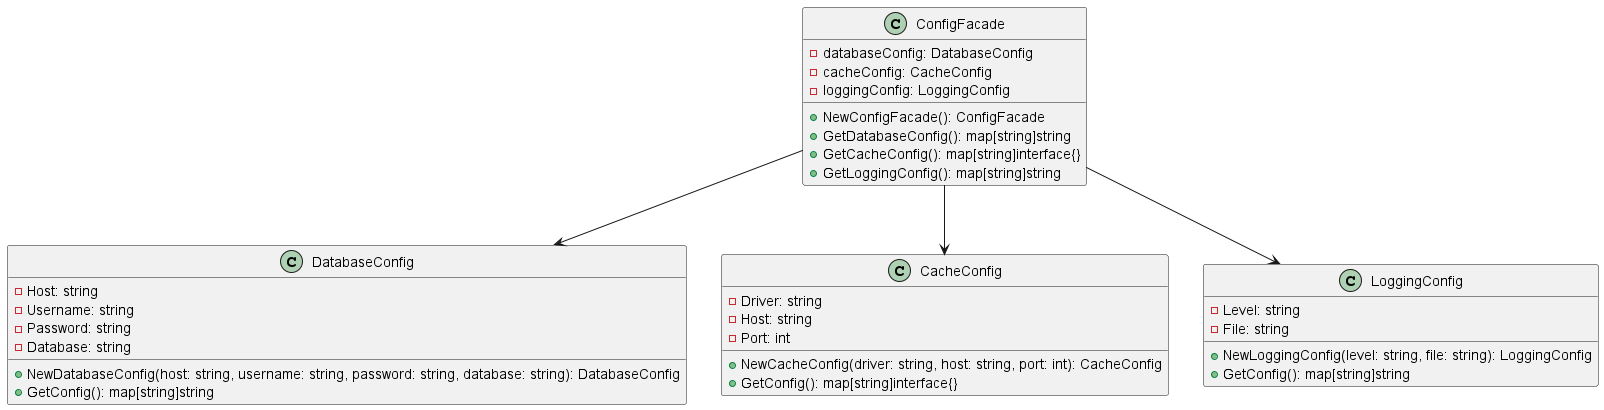 C ConfigFacade
databaseConfig: DatabaseConfig
cacheConfig: CacheConfig
loggingConfig: LoggingConfig
NewConfigFacade(): ConfigFacade
GetDatabaseConfig(): map[string]string
GetCacheConfig(): map[string]interface{}
GetLoggingConfig(): map[string]string
C DatabaseConfig
Host: string
Username: string
Password: string
Database: string
NewDatabaseConfig(host: string, username: string, password: string, database: string): DatabaseConfig
GetConfig(): map[string]string
C CacheConfig
Driver: string
Host: string
Port: int
NewCacheConfig(driver: string, host: string, port: int): CacheConfig
GetConfig(): map[string]interface{}
C LoggingConfig
Level: string
File: string
NewLoggingConfig(level: string, file: string): LoggingConfig
GetConfig(): map[string]string